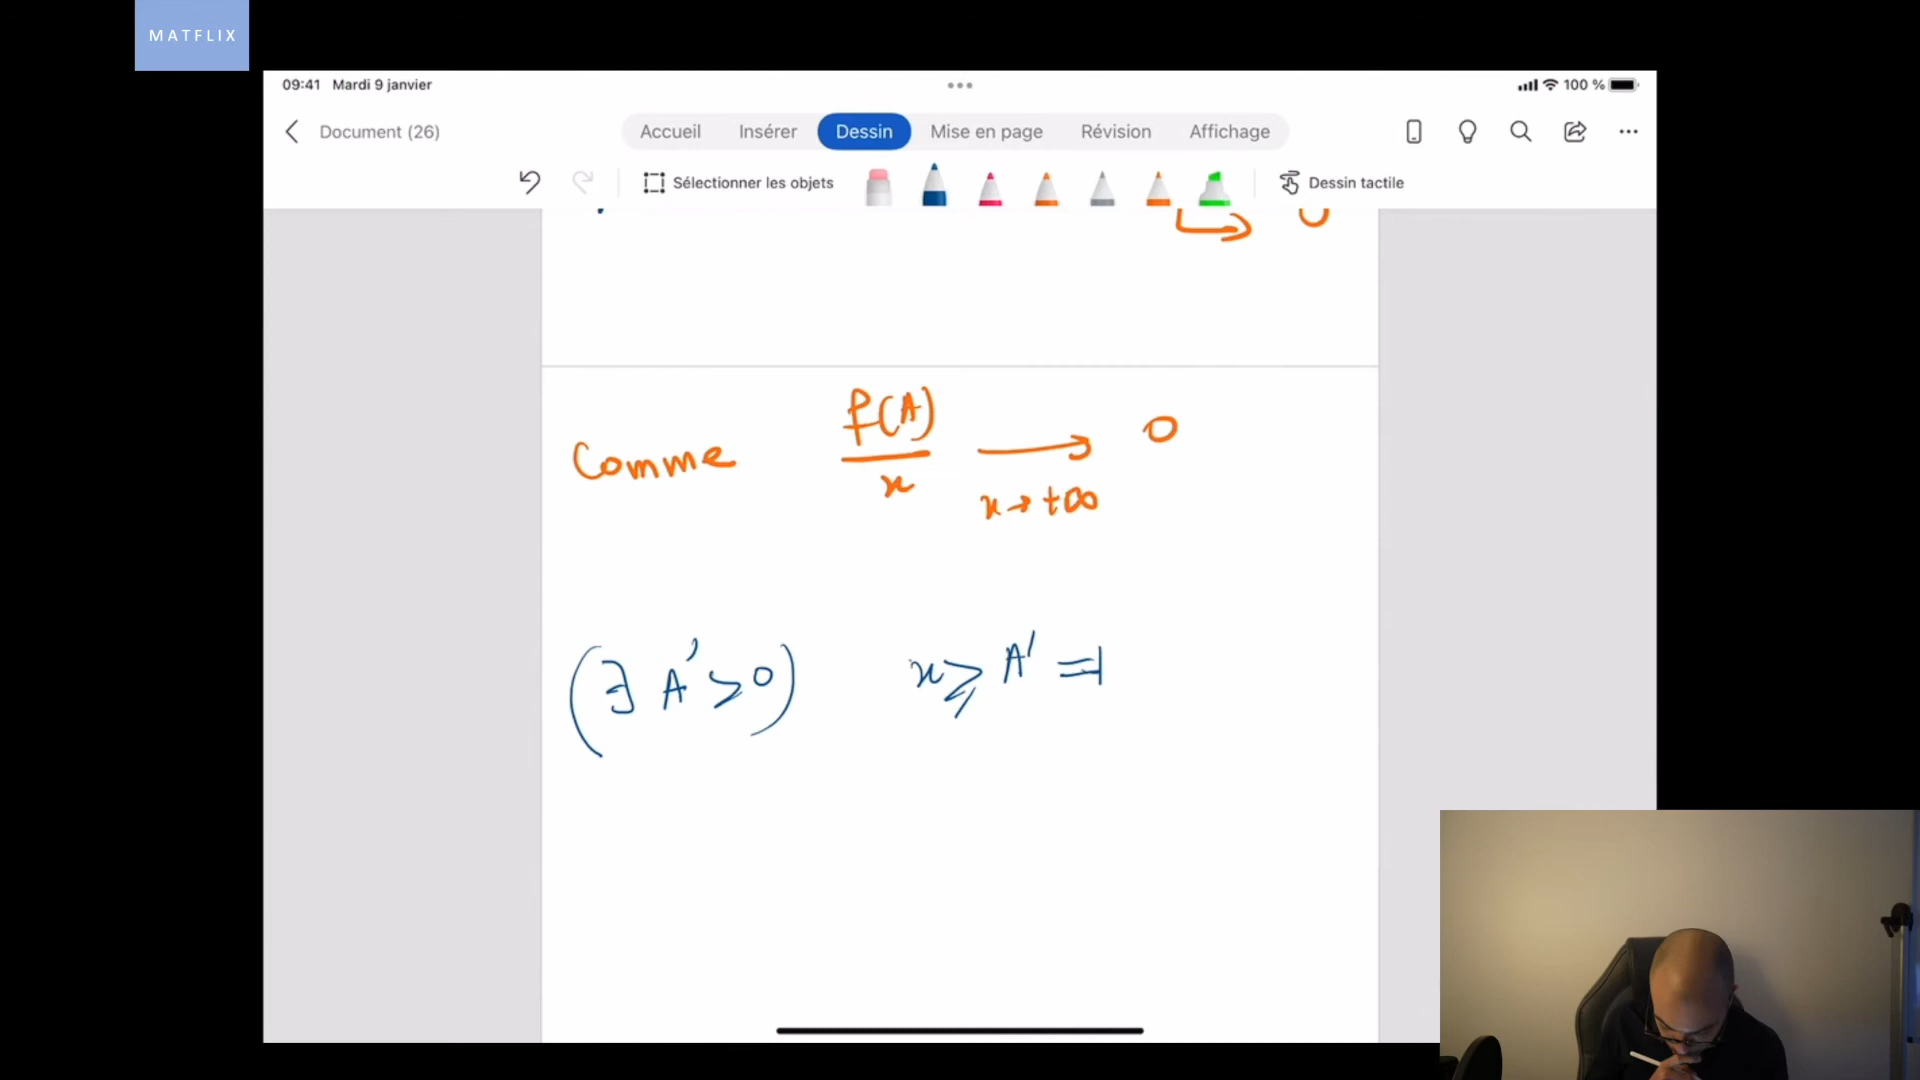 MATFLIX
09:41 Mardi 9 janvier
100 %
Document (26)
Accueil Insérer Dessin Mise en page Révision Affichage
Sélectionner les objets
Dessin tactile
0
Comme f(A)/x → 0
x→+∞
(∃ A' > 0) x ⩾ A' =|